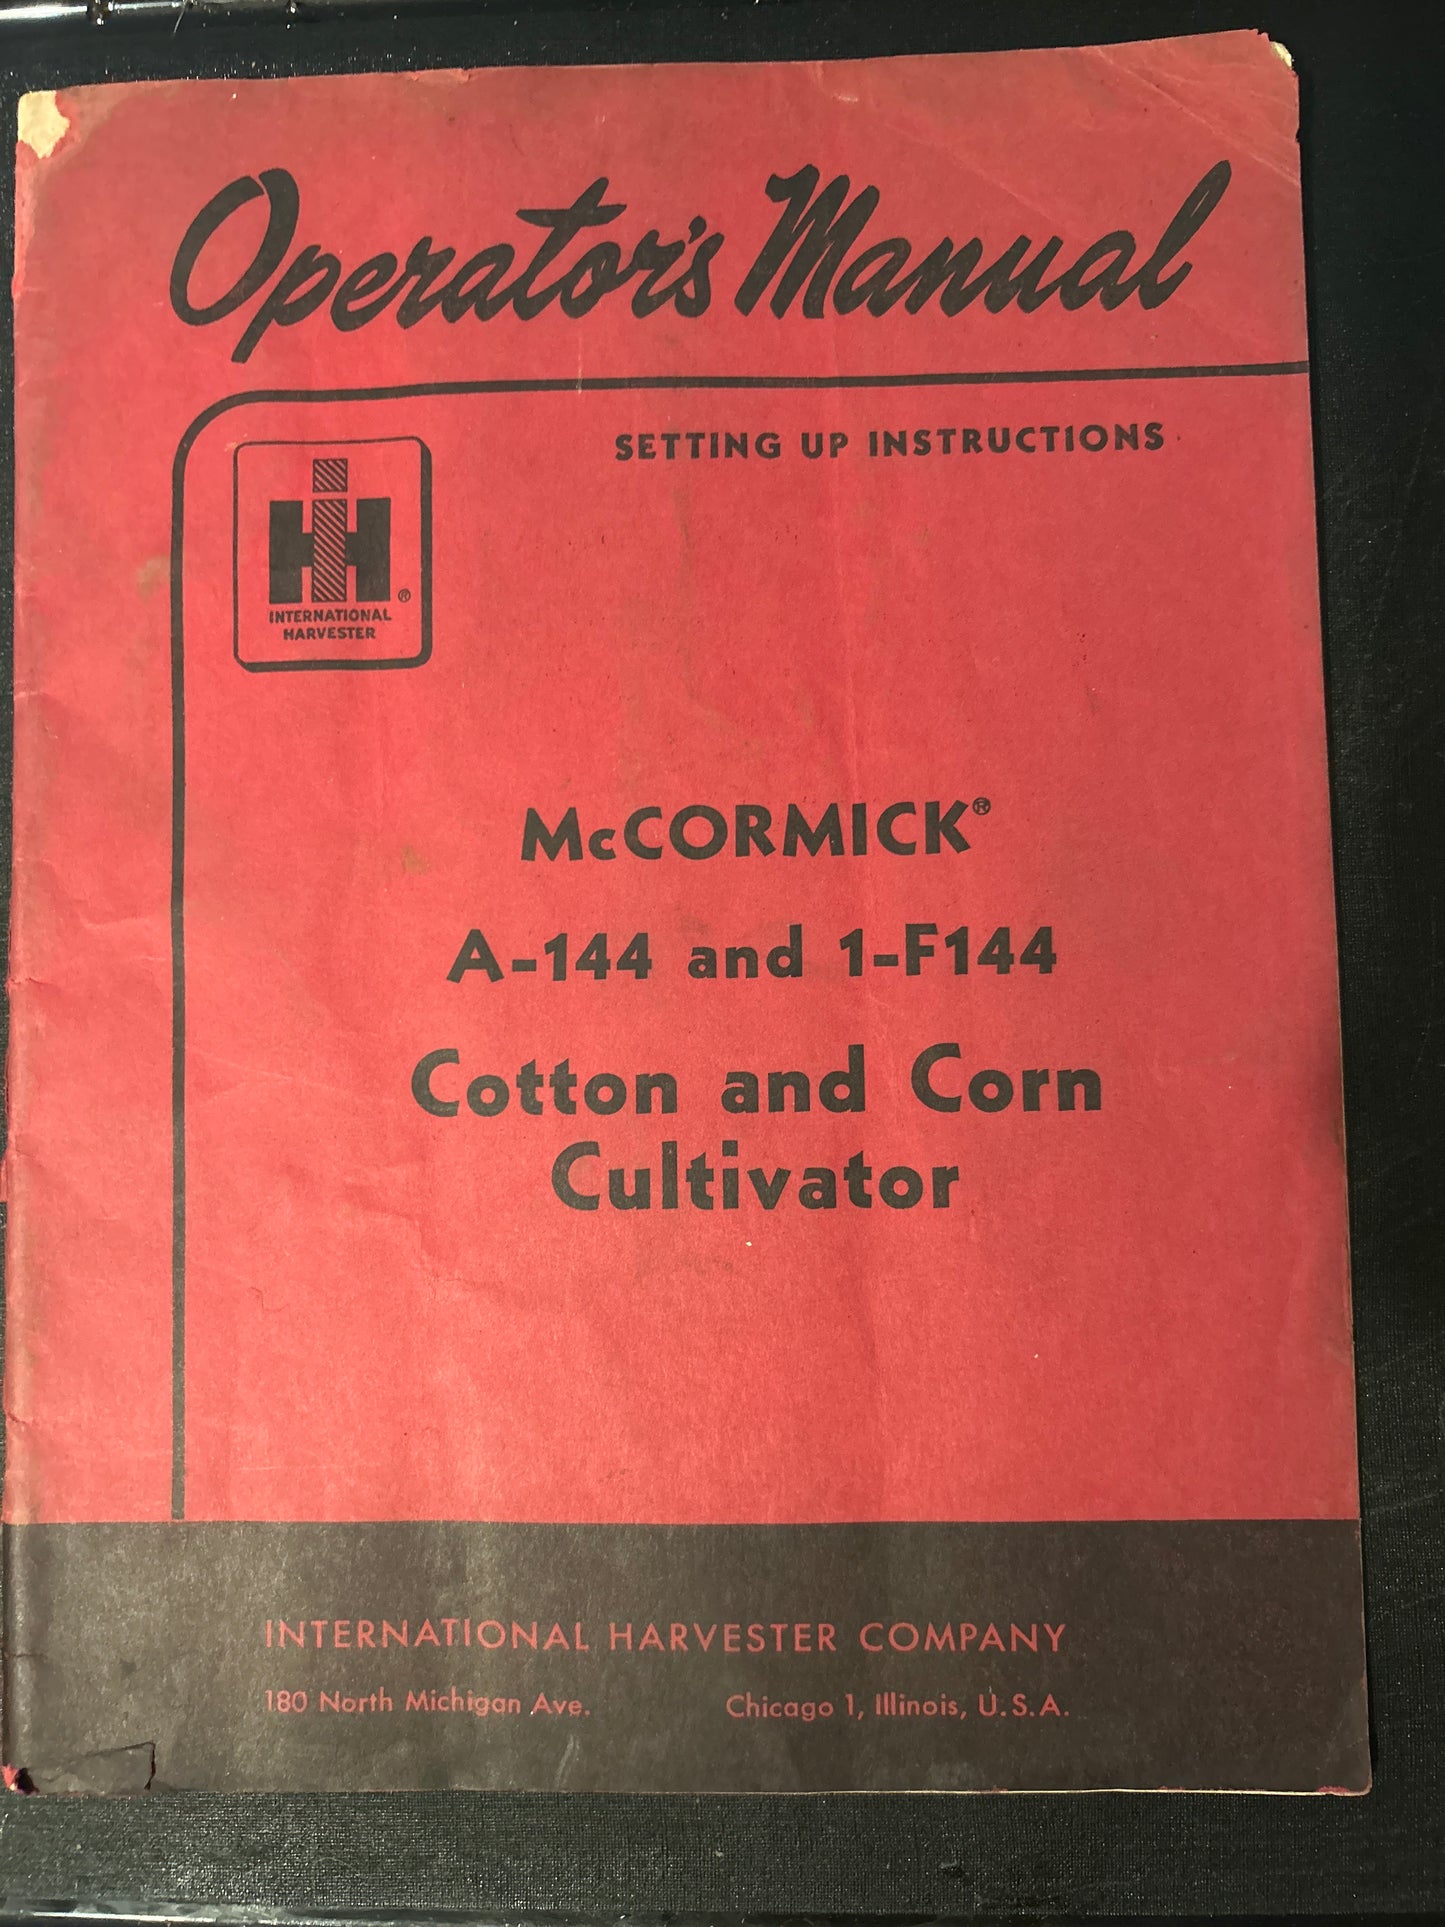 Operator's Manual
SETTING UP INSTRUCTIONS
IH ®
INTERNATIONAL
HARVESTER
McCORMICK®
A-144 and 1-F144
Cotton and Corn
Cultivator
INTERNATIONAL HARVESTER COMPANY
180 North Michigan Ave. Chicago 1, Illinois, U.S.A.